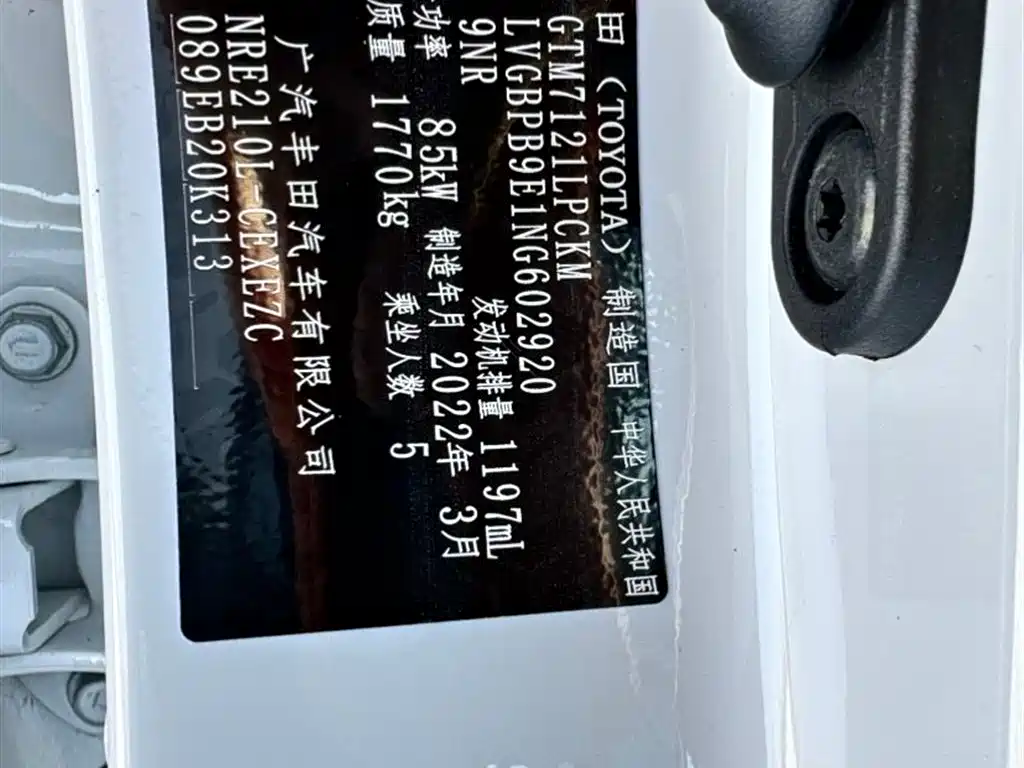 田（TOYOTA） 制造国 中华人民共和国
GTM7121LPCKM
LVGBPB9E1NG602920
9NR 发动机排量 1197mL
功率 85kW 制造年月 2022年 3月
质量 1770kg 乘坐人数 5
广汽丰田汽车有限公司
NRE210L-CEXEZC
089EB20K313